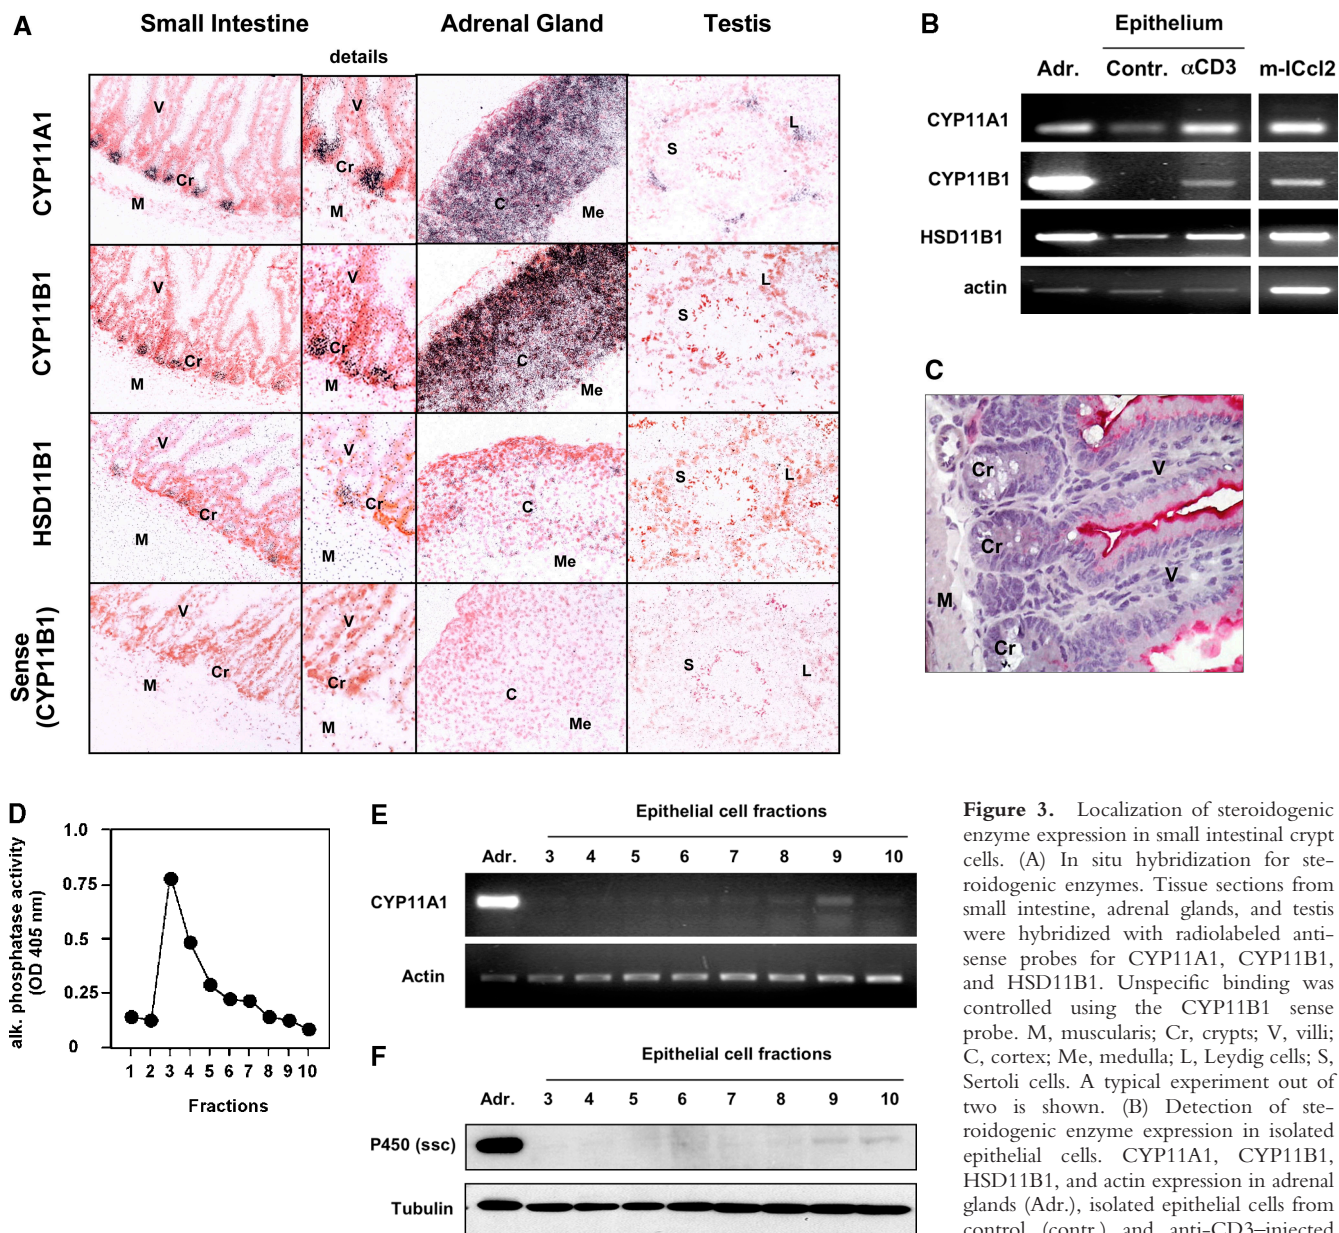 A
Small Intestine
Adrenal Gland
Testis
details
CYP11A1
V
Cr
M
V
Cr
M
C
Me
S
L
CYP11B1
V
Cr
M
V
Cr
M
C
Me
S
L
HSD11B1
V
Cr
M
V
Cr
M
C
Me
S
L
Sense
(CYP11B1)
V
Cr
M
V
Cr
M
C
Me
S
L
B
Epithelium
Adr. Contr. αCD3 m-ICcl2
CYP11A1
CYP11B1
HSD11B1
actin
C
Cr
V
Cr
V
M
Cr
D
alk. phosphatase activity
(OD 405 nm)
1.0
0.75
0.5
0.25
0
1 2 3 4 5 6 7 8 9 10
Fractions
E
Epithelial cell fractions
Adr. 3 4 5 6 7 8 9 10
CYP11A1
Actin
F
Epithelial cell fractions
Adr. 3 4 5 6 7 8 9 10
P450 (ssc)
Tubulin
Figure 3. Localization of steroidogenic
enzyme expression in small intestinal crypt
cells. (A) In situ hybridization for ste-
roidogenic enzymes. Tissue sections from
small intestine, adrenal glands, and testis
were hybridized with radiolabeled anti-
sense probes for CYP11A1, CYP11B1,
and HSD11B1. Unspecific binding was
controlled using the CYP11B1 sense
probe. M, muscularis; Cr, crypts; V, villi;
C, cortex; Me, medulla; L, Leydig cells; S,
Sertoli cells. A typical experiment out of
two is shown. (B) Detection of ste-
roidogenic enzyme expression in isolated
epithelial cells. CYP11A1, CYP11B1,
HSD11B1, and actin expression in adrenal
glands (Adr.), isolated epithelial cells from
control (contr.) and anti-CD3–injected